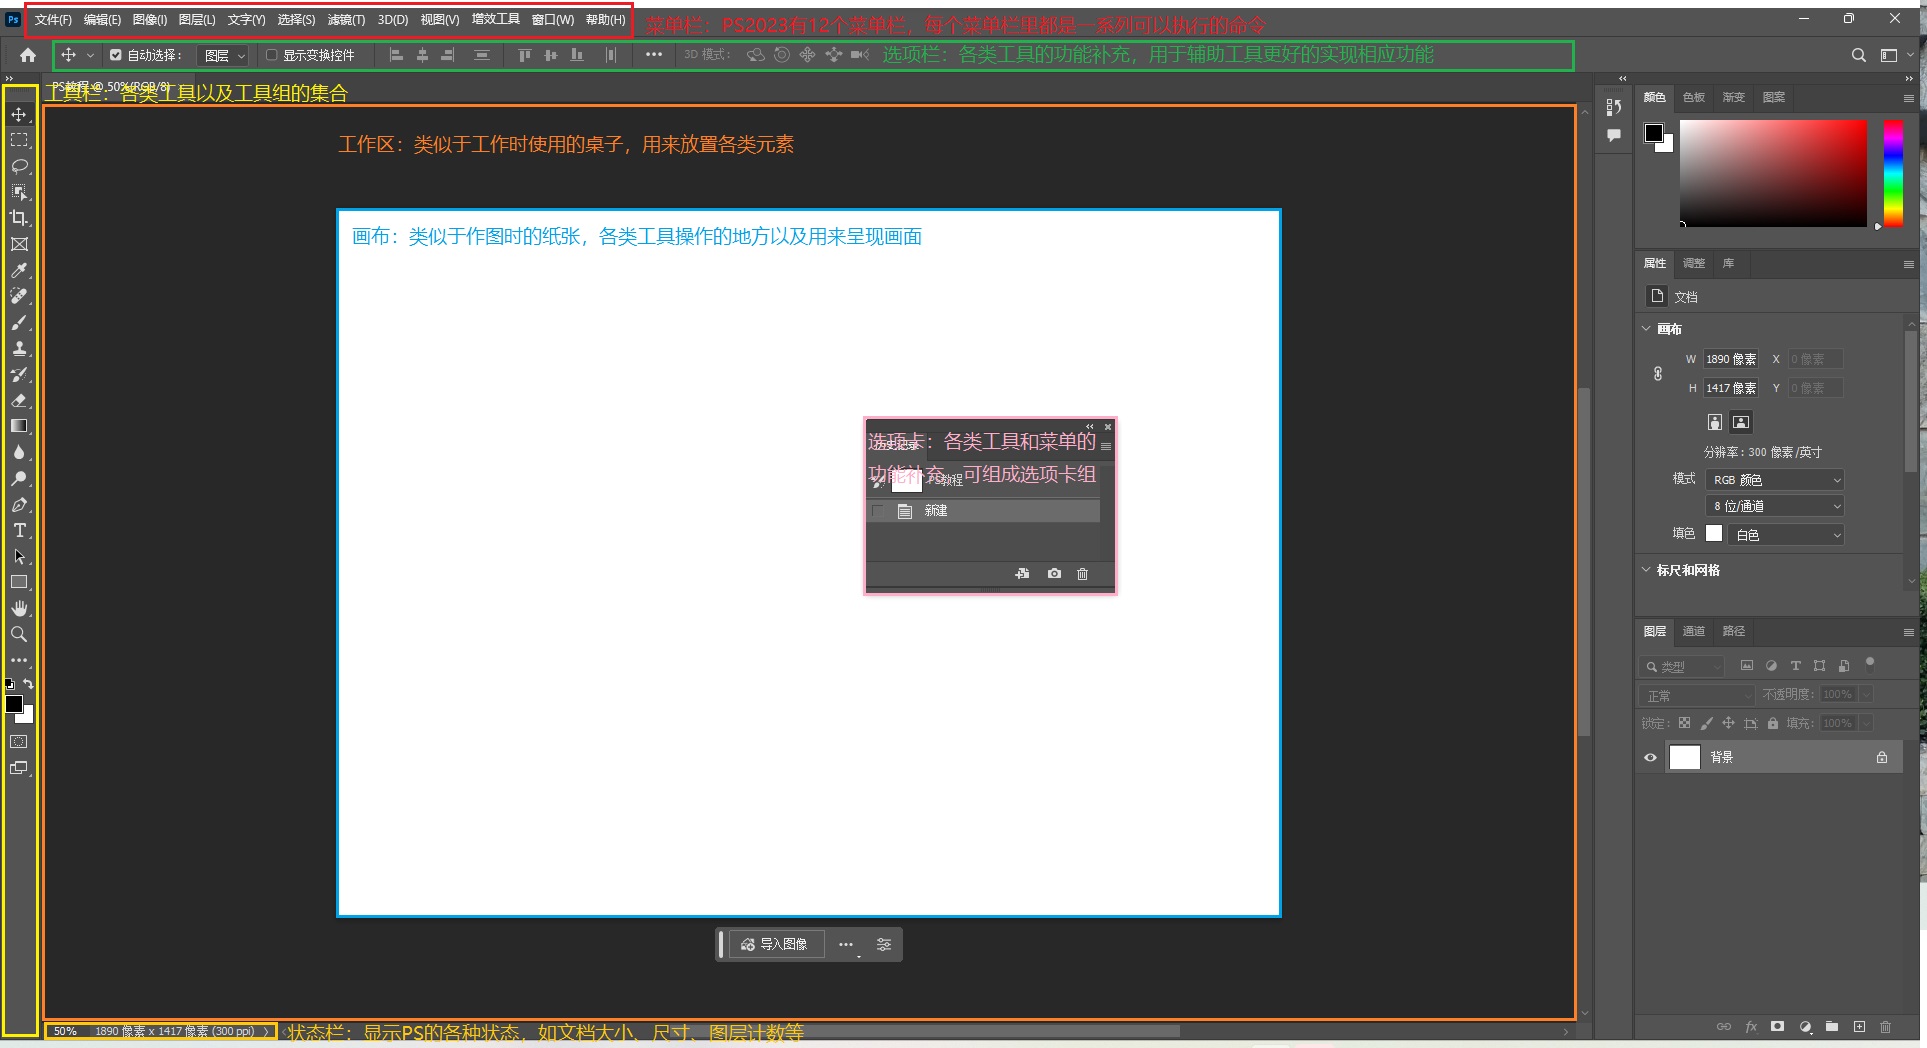 Ps 文件(F) 编辑(E) 图像(I) 图层(L) 文字(Y) 选择(S) 滤镜(T) 3D(D) 视图(V) 增效工具 窗口(W) 帮助(H)
菜单栏：PS2023有12个菜单栏，每个菜单栏里都是一系列可以执行的命令
自动选择： 图层 显示变换控件 3D 模式：
选项栏：各类工具的功能补充，用于辅助工具更好的实现相应功能
PS教程 @ 50%(RGB/8)
工具栏：各类工具以及工具组的集合
工作区：类似于工作时使用的桌子，用来放置各类元素
画布：类似于作图时的纸张，各类工具操作的地方以及用来呈现画面
选项卡：各类工具和菜单的
功能补充，可组成选项卡组
PS教程
新建
导入图像
50% 1890 像素 x 1417 像素 (300 ppi)
状态栏：显示PS的各种状态，如文档大小、尺寸、图层计数等
颜色 色板 渐变 图案
属性 调整 库
文档
画布
W 1890 像素 X 0 像素
H 1417 像素 Y 0 像素
分辨率：300 像素/英寸
模式 RGB 颜色
8 位/通道
填色 白色
标尺和网格
图层 通道 路径
类型
正常 不透明度： 100%
锁定： 填充： 100%
背景
fx